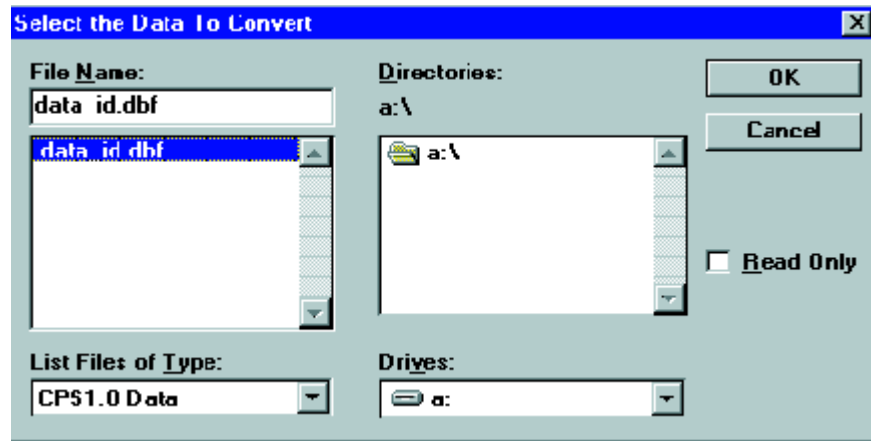 Select the Data To Convert
File Name:
data_id.dbf
data_id.dbf
List Files of Type:
CPS1.0 Data
Directories:
a:\
a:\
Drives:
a:
OK
Cancel
Read Only